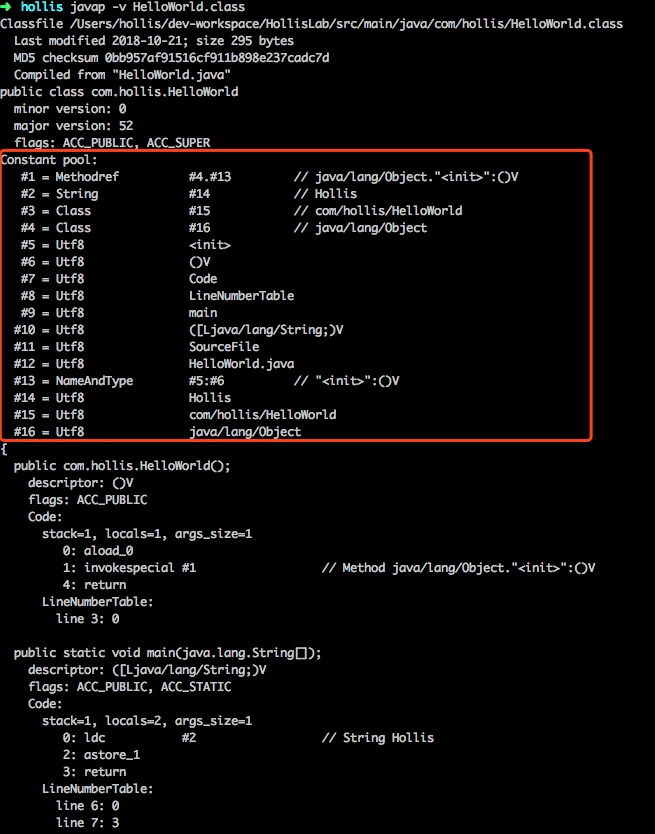 ➜ hollis javap -v HelloWorld.class
Classfile /Users/hollis/dev-workspace/HollisLab/src/main/java/com/hollis/HelloWorld.class
  Last modified 2018-10-21; size 295 bytes
  MD5 checksum 0bb957af91516cf911b898e237cadc7d
  Compiled from "HelloWorld.java"
public class com.hollis.HelloWorld
  minor version: 0
  major version: 52
  flags: ACC_PUBLIC, ACC_SUPER
Constant pool:
   #1 = Methodref          #4.#13         // java/lang/Object."<init>":()V
   #2 = String             #14            // Hollis
   #3 = Class              #15            // com/hollis/HelloWorld
   #4 = Class              #16            // java/lang/Object
   #5 = Utf8               <init>
   #6 = Utf8               ()V
   #7 = Utf8               Code
   #8 = Utf8               LineNumberTable
   #9 = Utf8               main
  #10 = Utf8               ([Ljava/lang/String;)V
  #11 = Utf8               SourceFile
  #12 = Utf8               HelloWorld.java
  #13 = NameAndType        #5:#6          // "<init>":()V
  #14 = Utf8               Hollis
  #15 = Utf8               com/hollis/HelloWorld
  #16 = Utf8               java/lang/Object
{
  public com.hollis.HelloWorld();
    descriptor: ()V
    flags: ACC_PUBLIC
    Code:
      stack=1, locals=1, args_size=1
         0: aload_0
         1: invokespecial #1                  // Method java/lang/Object."<init>":()V
         4: return
      LineNumberTable:
        line 3: 0

  public static void main(java.lang.String[]);
    descriptor: ([Ljava/lang/String;)V
    flags: ACC_PUBLIC, ACC_STATIC
    Code:
      stack=1, locals=2, args_size=1
         0: ldc           #2                  // String Hollis
         2: astore_1
         3: return
      LineNumberTable:
        line 6: 0
        line 7: 3